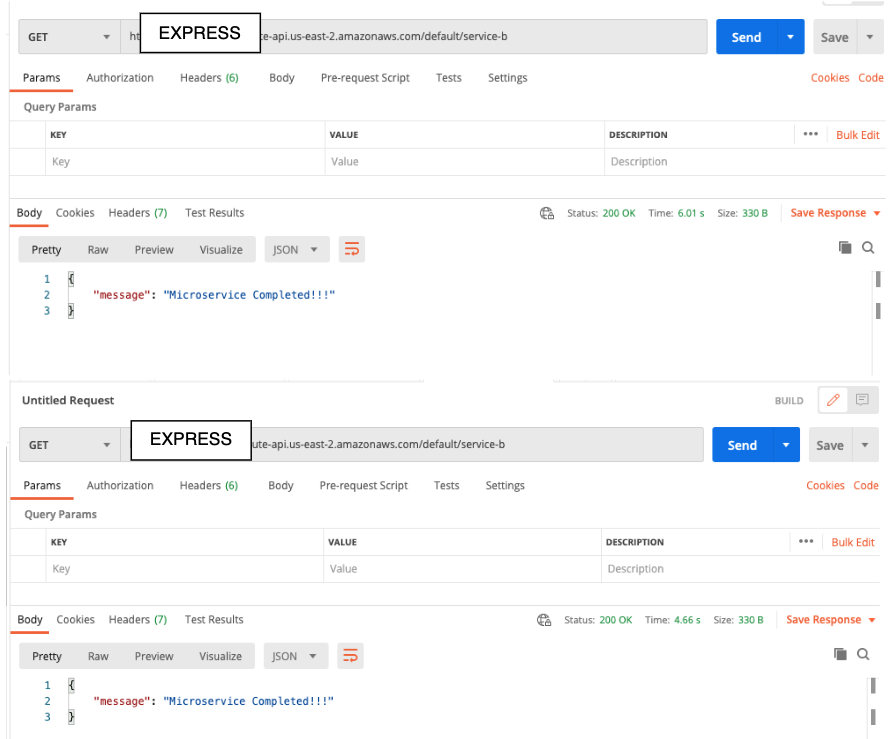 GET EXPRESS e-api.us-east-2.amazonaws.com/default/service-b Send Save
Params Authorization Headers (6) Body Pre-request Script Tests Settings Cookies Code
Query Params
KEY VALUE DESCRIPTION ••• Bulk Edit
Key Value Description
Body Cookies Headers (7) Test Results Status: 200 OK Time: 6.01 s Size: 330 B Save Response
Pretty Raw Preview Visualize JSON
1 {
2 "message": "Microservice Completed!!!"
3 }
Untitled Request BUILD
GET EXPRESS ute-api.us-east-2.amazonaws.com/default/service-b Send Save
Params Authorization Headers (6) Body Pre-request Script Tests Settings Cookies Code
Query Params
KEY VALUE DESCRIPTION ••• Bulk Edit
Key Value Description
Body Cookies Headers (7) Test Results Status: 200 OK Time: 4.66 s Size: 330 B Save Response
Pretty Raw Preview Visualize JSON
1 {
2 "message": "Microservice Completed!!!"
3 }